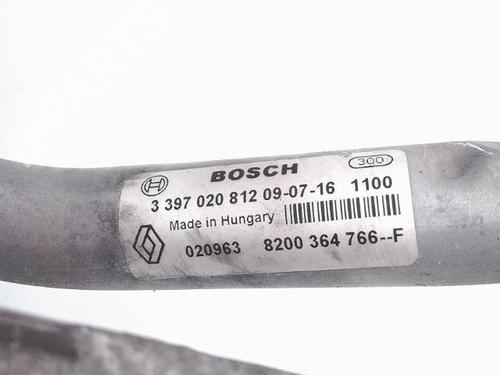 BOSCH
300
3 397 020 812 09-07-16 1100
Made in Hungary
020963 8200 364 766--F